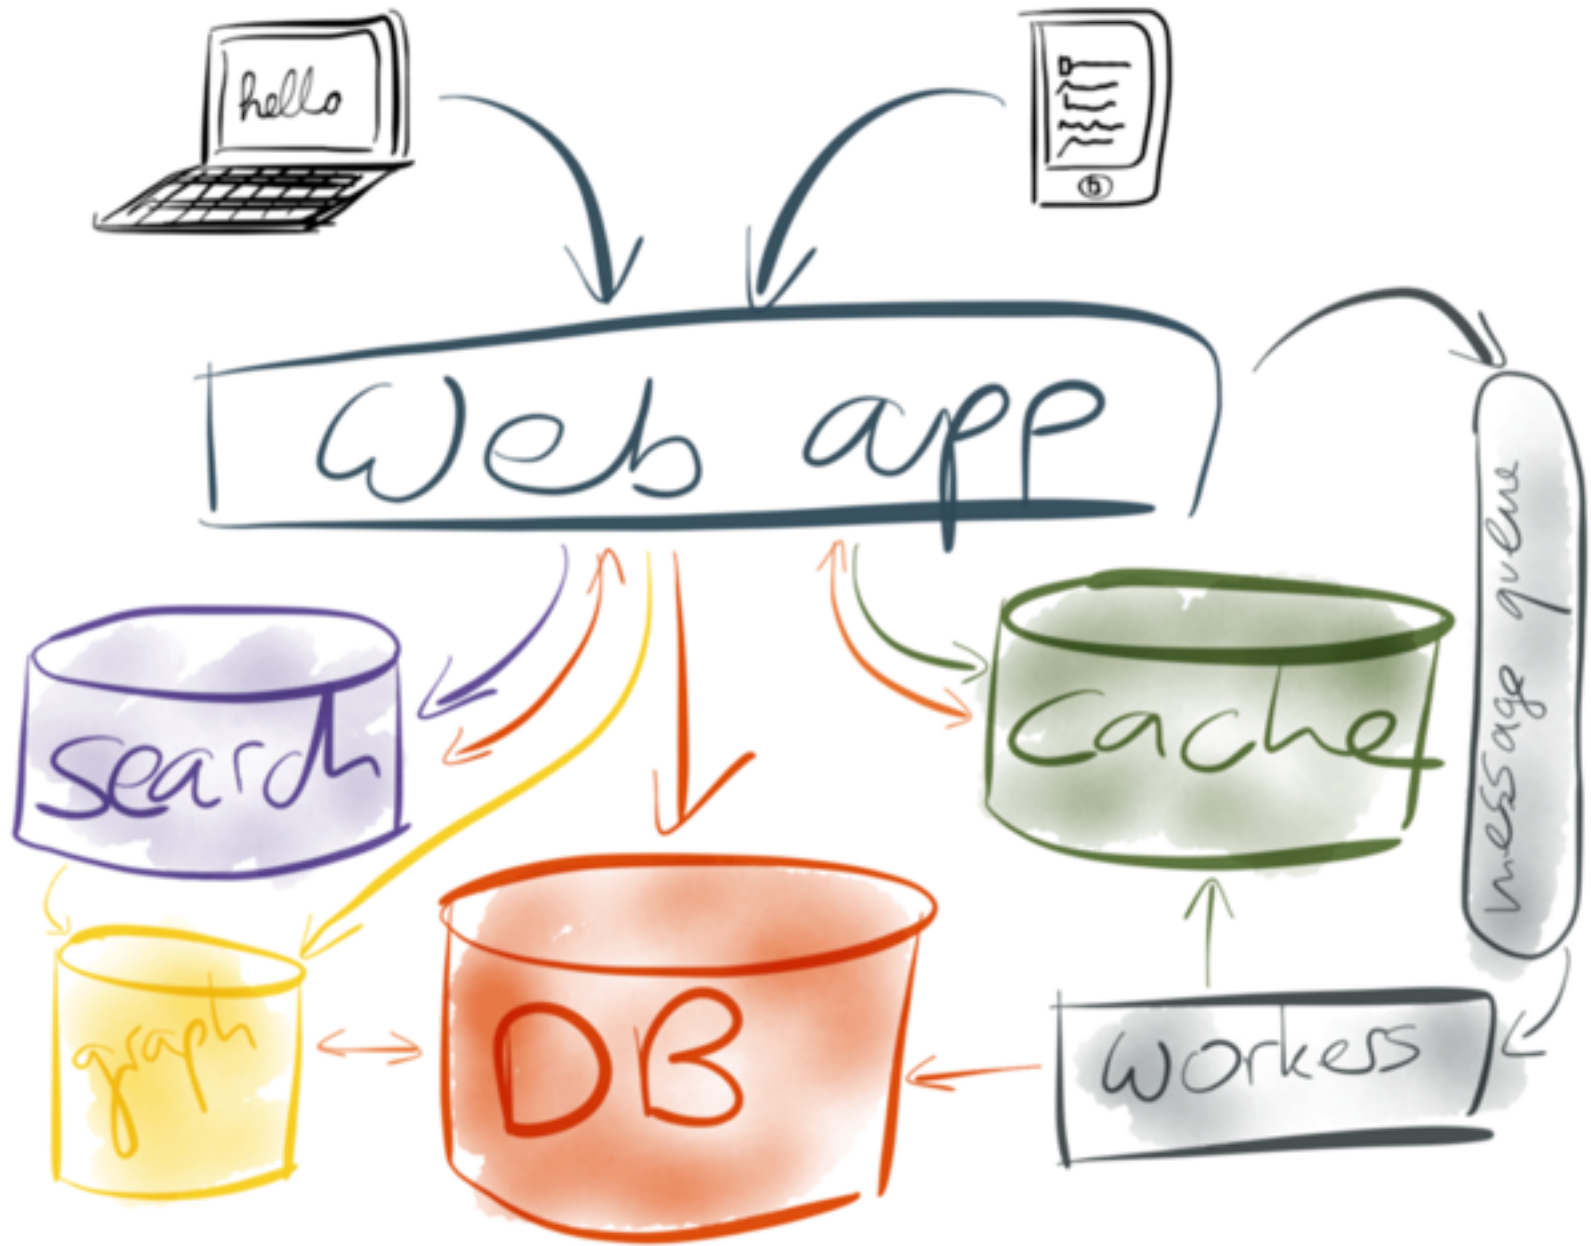 hello
Web app
search
cache
message queue
graph
DB
workers